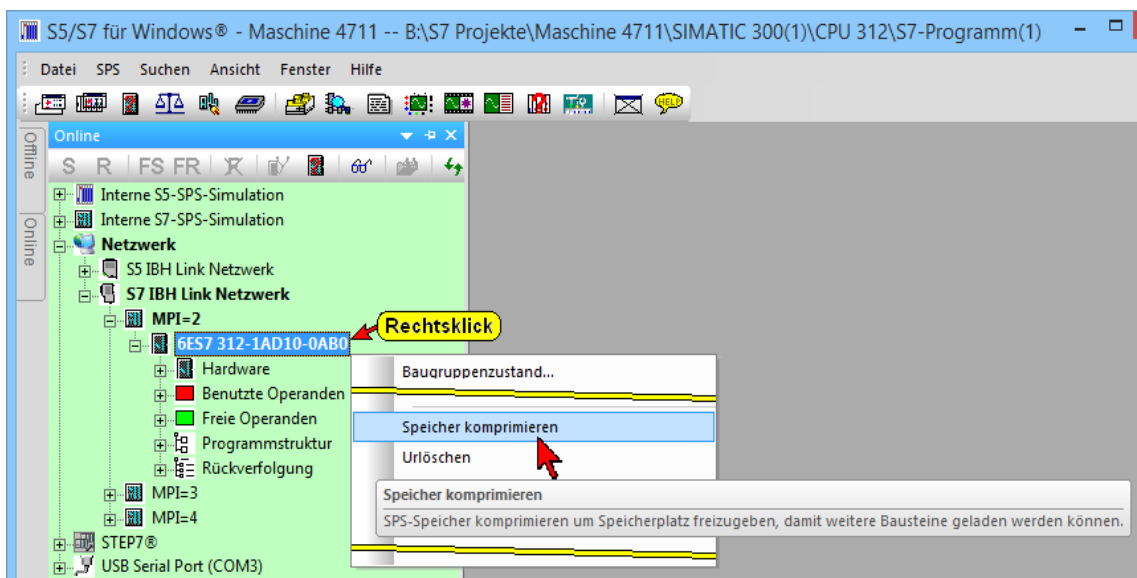 S5/S7 für Windows® - Maschine 4711 -- B:\S7 Projekte\Maschine 4711\SIMATIC 300(1)\CPU 312\S7-Programm(1)
Datei SPS Suchen Ansicht Fenster Hilfe
HELP
Offline
Online
Online
S R FS FR
Interne S5-SPS-Simulation
Interne S7-SPS-Simulation
Netzwerk
S5 IBH Link Netzwerk
S7 IBH Link Netzwerk
MPI=2
Rechtsklick
6ES7 312-1AD10-0AB0
Hardware
Baugruppenzustand...
Benutzte Operanden
Freie Operanden
Speicher komprimieren
Programmstruktur
Urlöschen
Rückverfolgung
MPI=3
Speicher komprimieren
MPI=4
SPS-Speicher komprimieren um Speicherplatz freizugeben, damit weitere Bausteine geladen werden können.
STEP7®
USB Serial Port (COM3)